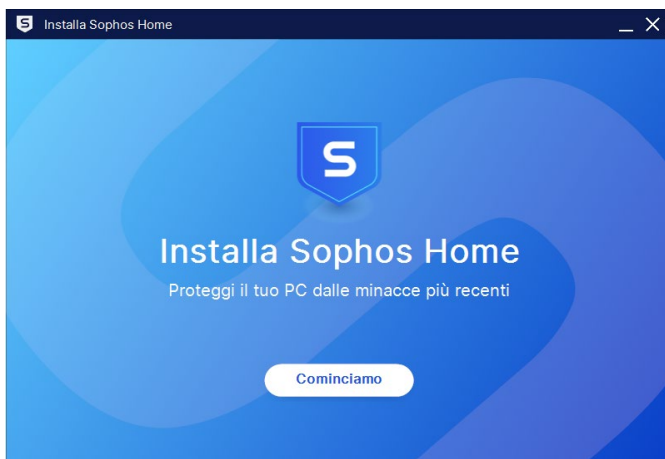 Installa Sophos Home
S
Installa Sophos Home
Proteggi il tuo PC dalle minacce più recenti
Cominciamo